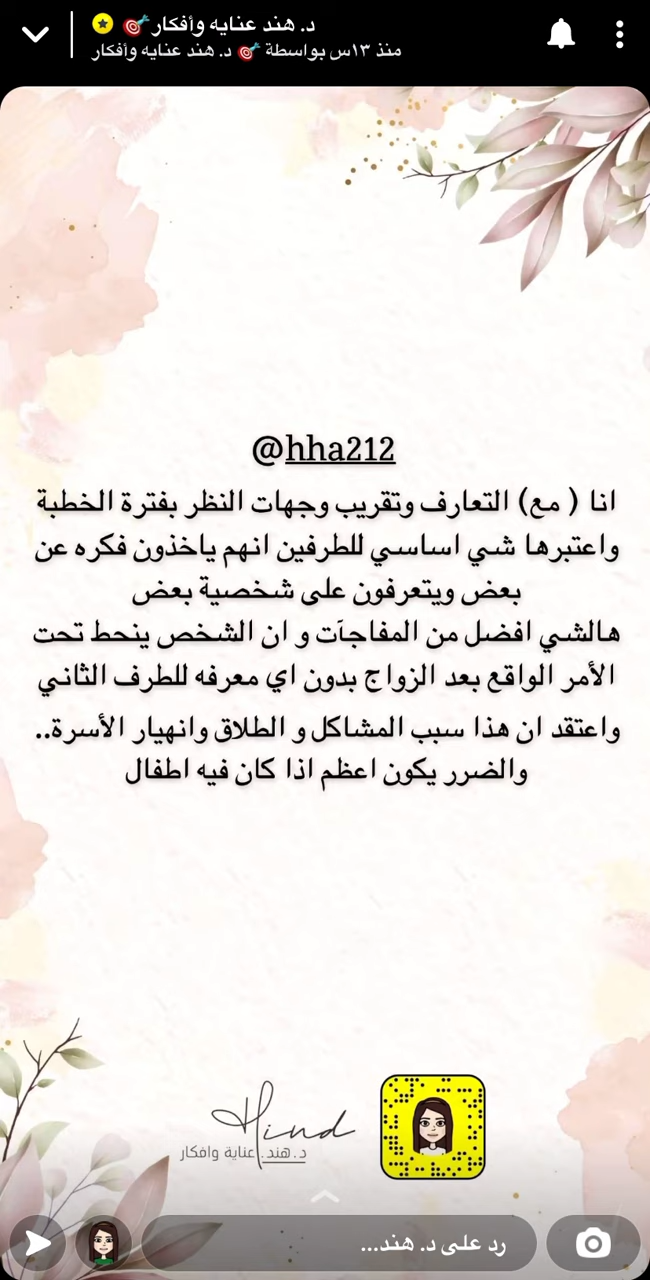 د. هند عنايه وأفكار 🎯
منذ ١٣س بواسطة 🎯 د. هند عنايه وأفكار
@hha212
انا ( مع) التعارف وتقريب وجهات النظر بفترة الخطبة
واعتبرها شي اساسي للطرفين انهم ياخذون فكره عن
بعض ويتعرفون على شخصية بعض
هالشي افضل من المفاجآت و ان الشخص ينحط تحت
الأمر الواقع بعد الزواج بدون اي معرفه للطرف الثاني
واعتقد ان هذا سبب المشاكل و الطلاق وانهيار الأسرة..
والضرر يكون اعظم اذا كان فيه اطفال
Hind
د.هند. عناية وافكار
رد على د. هند...